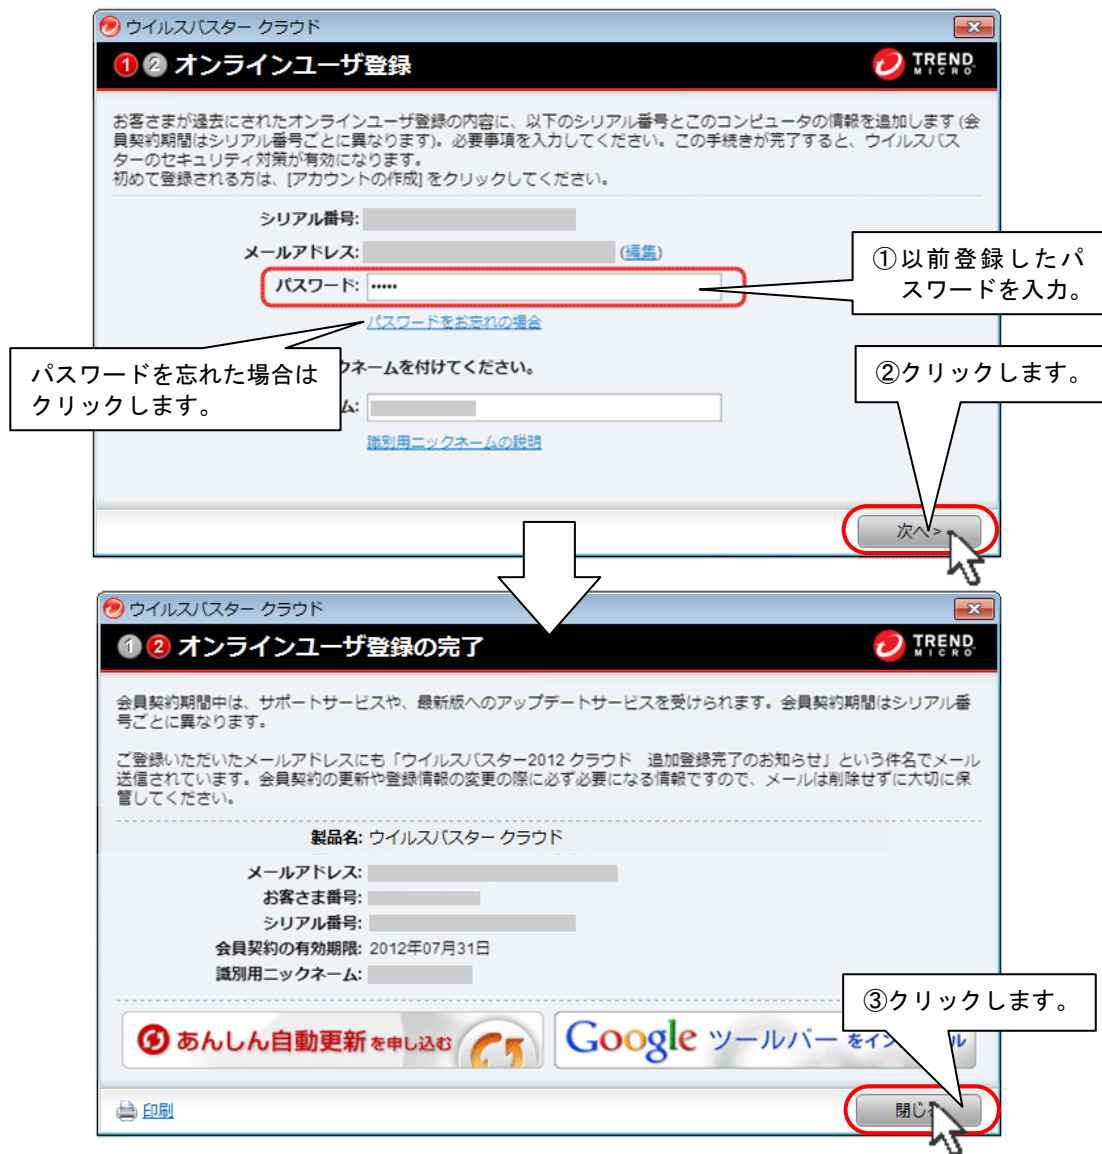 ウイルスバスター クラウド
1 2 オンラインユーザ登録
TREND MICRO
お客さまが過去にされたオンラインユーザ登録の内容に、以下のシリアル番号とこのコンピュータの情報を追加します (会
員契約期間はシリアル番号ごとに異なります)。必要事項を入力してください。この手続きが完了すると、ウイルスバス
ターのセキュリティ対策が有効になります。
初めて登録される方は、[アカウントの作成] をクリックしてください。
シリアル番号:
メールアドレス: (編集)
パスワード: •••••
①以前登録したパ
スワードを入力。
パスワードをお忘れの場合
パスワードを忘れた場合は
クリックします。
クネームを付けてください。
②クリックします。
ム:
識別用ニックネームの説明
次へ >
ウイルスバスター クラウド
1 2 オンラインユーザ登録の完了
TREND MICRO
会員契約期間中は、サポートサービスや、最新版へのアップデートサービスを受けられます。会員契約期間はシリアル番
号ごとに異なります。
ご登録いただいたメールアドレスにも「ウイルスバスター2012 クラウド　追加登録完了のお知らせ」という件名でメール
送信されています。会員契約の更新や登録情報の変更の際に必ず必要になる情報ですので、メールは削除せずに大切に保
管してください。
製品名: ウイルスバスター クラウド
メールアドレス:
お客さま番号:
シリアル番号:
会員契約の有効期限: 2012年07月31日
識別用ニックネーム:
③クリックします。
あんしん自動更新を申し込む
Google ツールバー をイン ル
印刷
閉じ